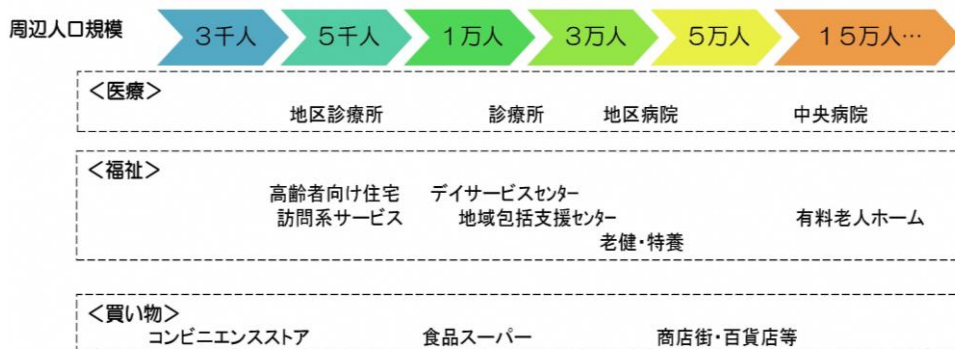 周辺人口規模 3千人 5千人 1万人 3万人 5万人 15万人…
<医療>
地区診療所 診療所 地区病院 中央病院
<福祉>
高齢者向け住宅 デイサービスセンター
訪問系サービス 地域包括支援センター 有料老人ホーム
老健・特養
<買い物>
コンビニエンスストア 食品スーパー 商店街・百貨店等